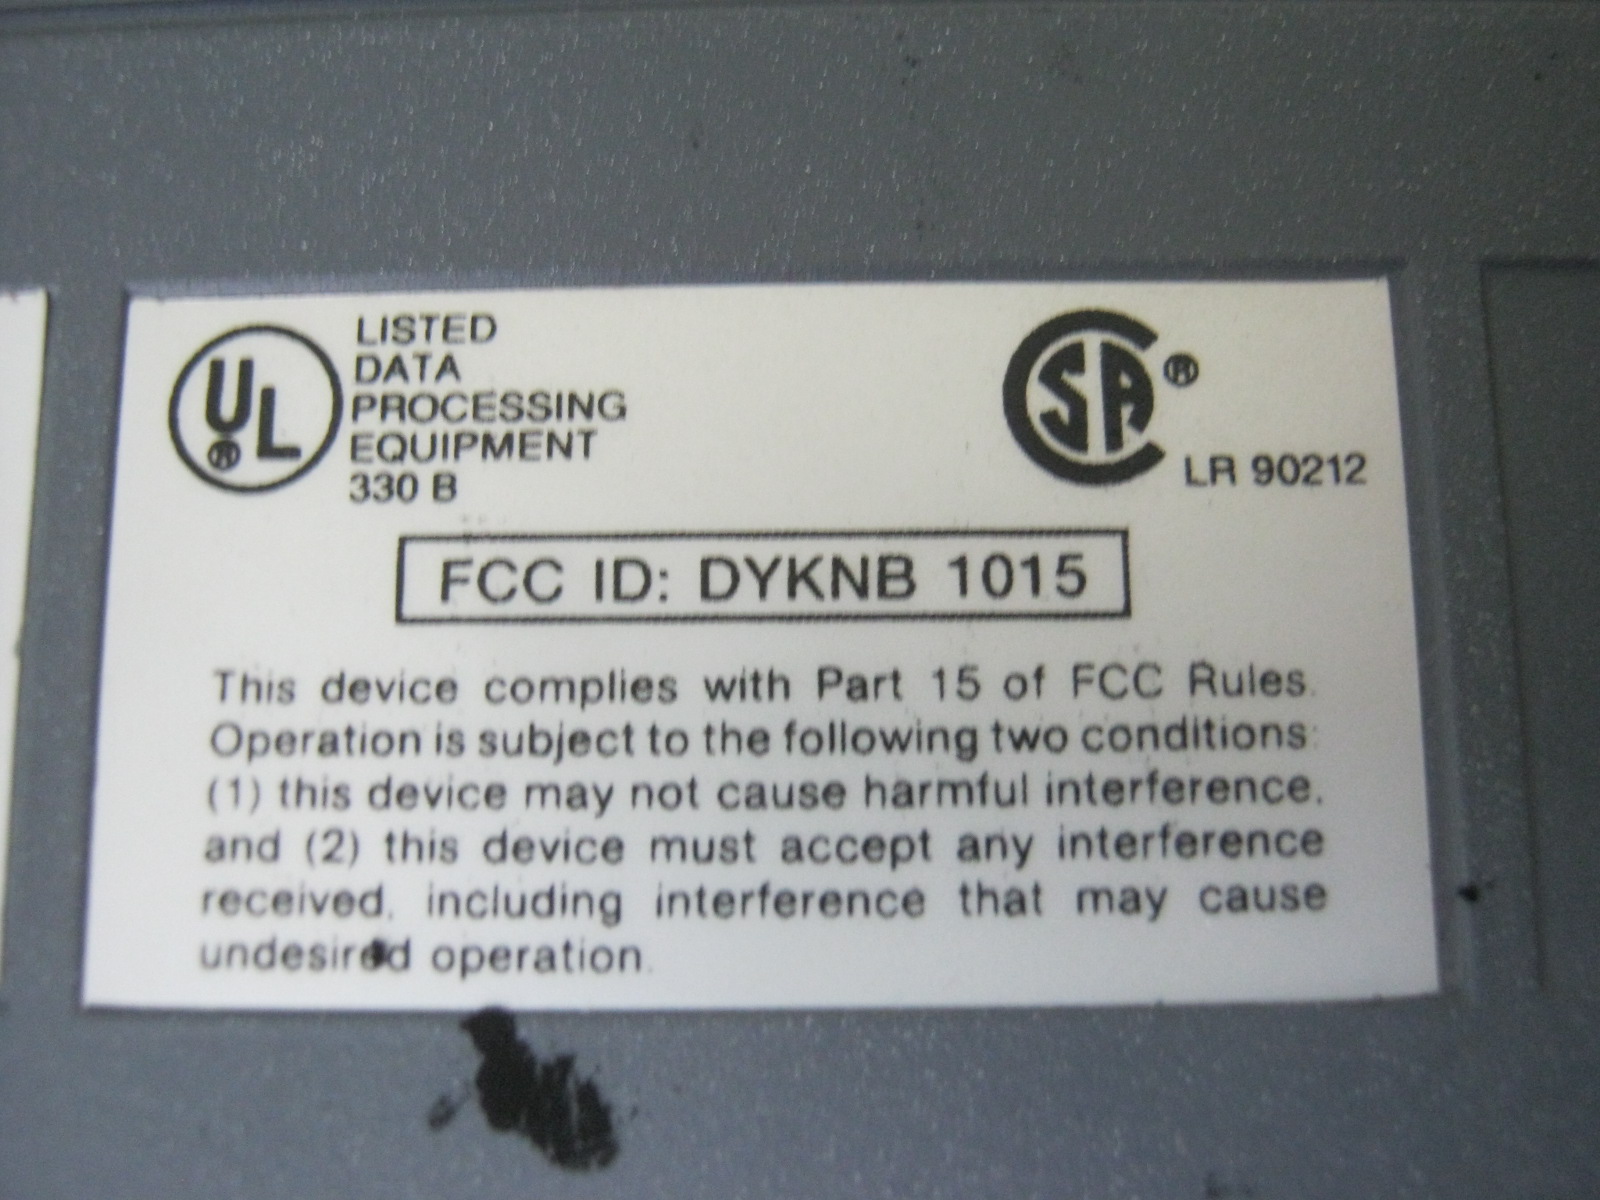 UL®
LISTED
DATA
PROCESSING
EQUIPMENT
330 B
SA®
LR 90212
FCC ID: DYKNB 1015
This device complies with Part 15 of FCC Rules.
Operation is subject to the following two conditions:
(1) this device may not cause harmful interference.
and (2) this device must accept any interference
received, including interference that may cause
undesired operation.